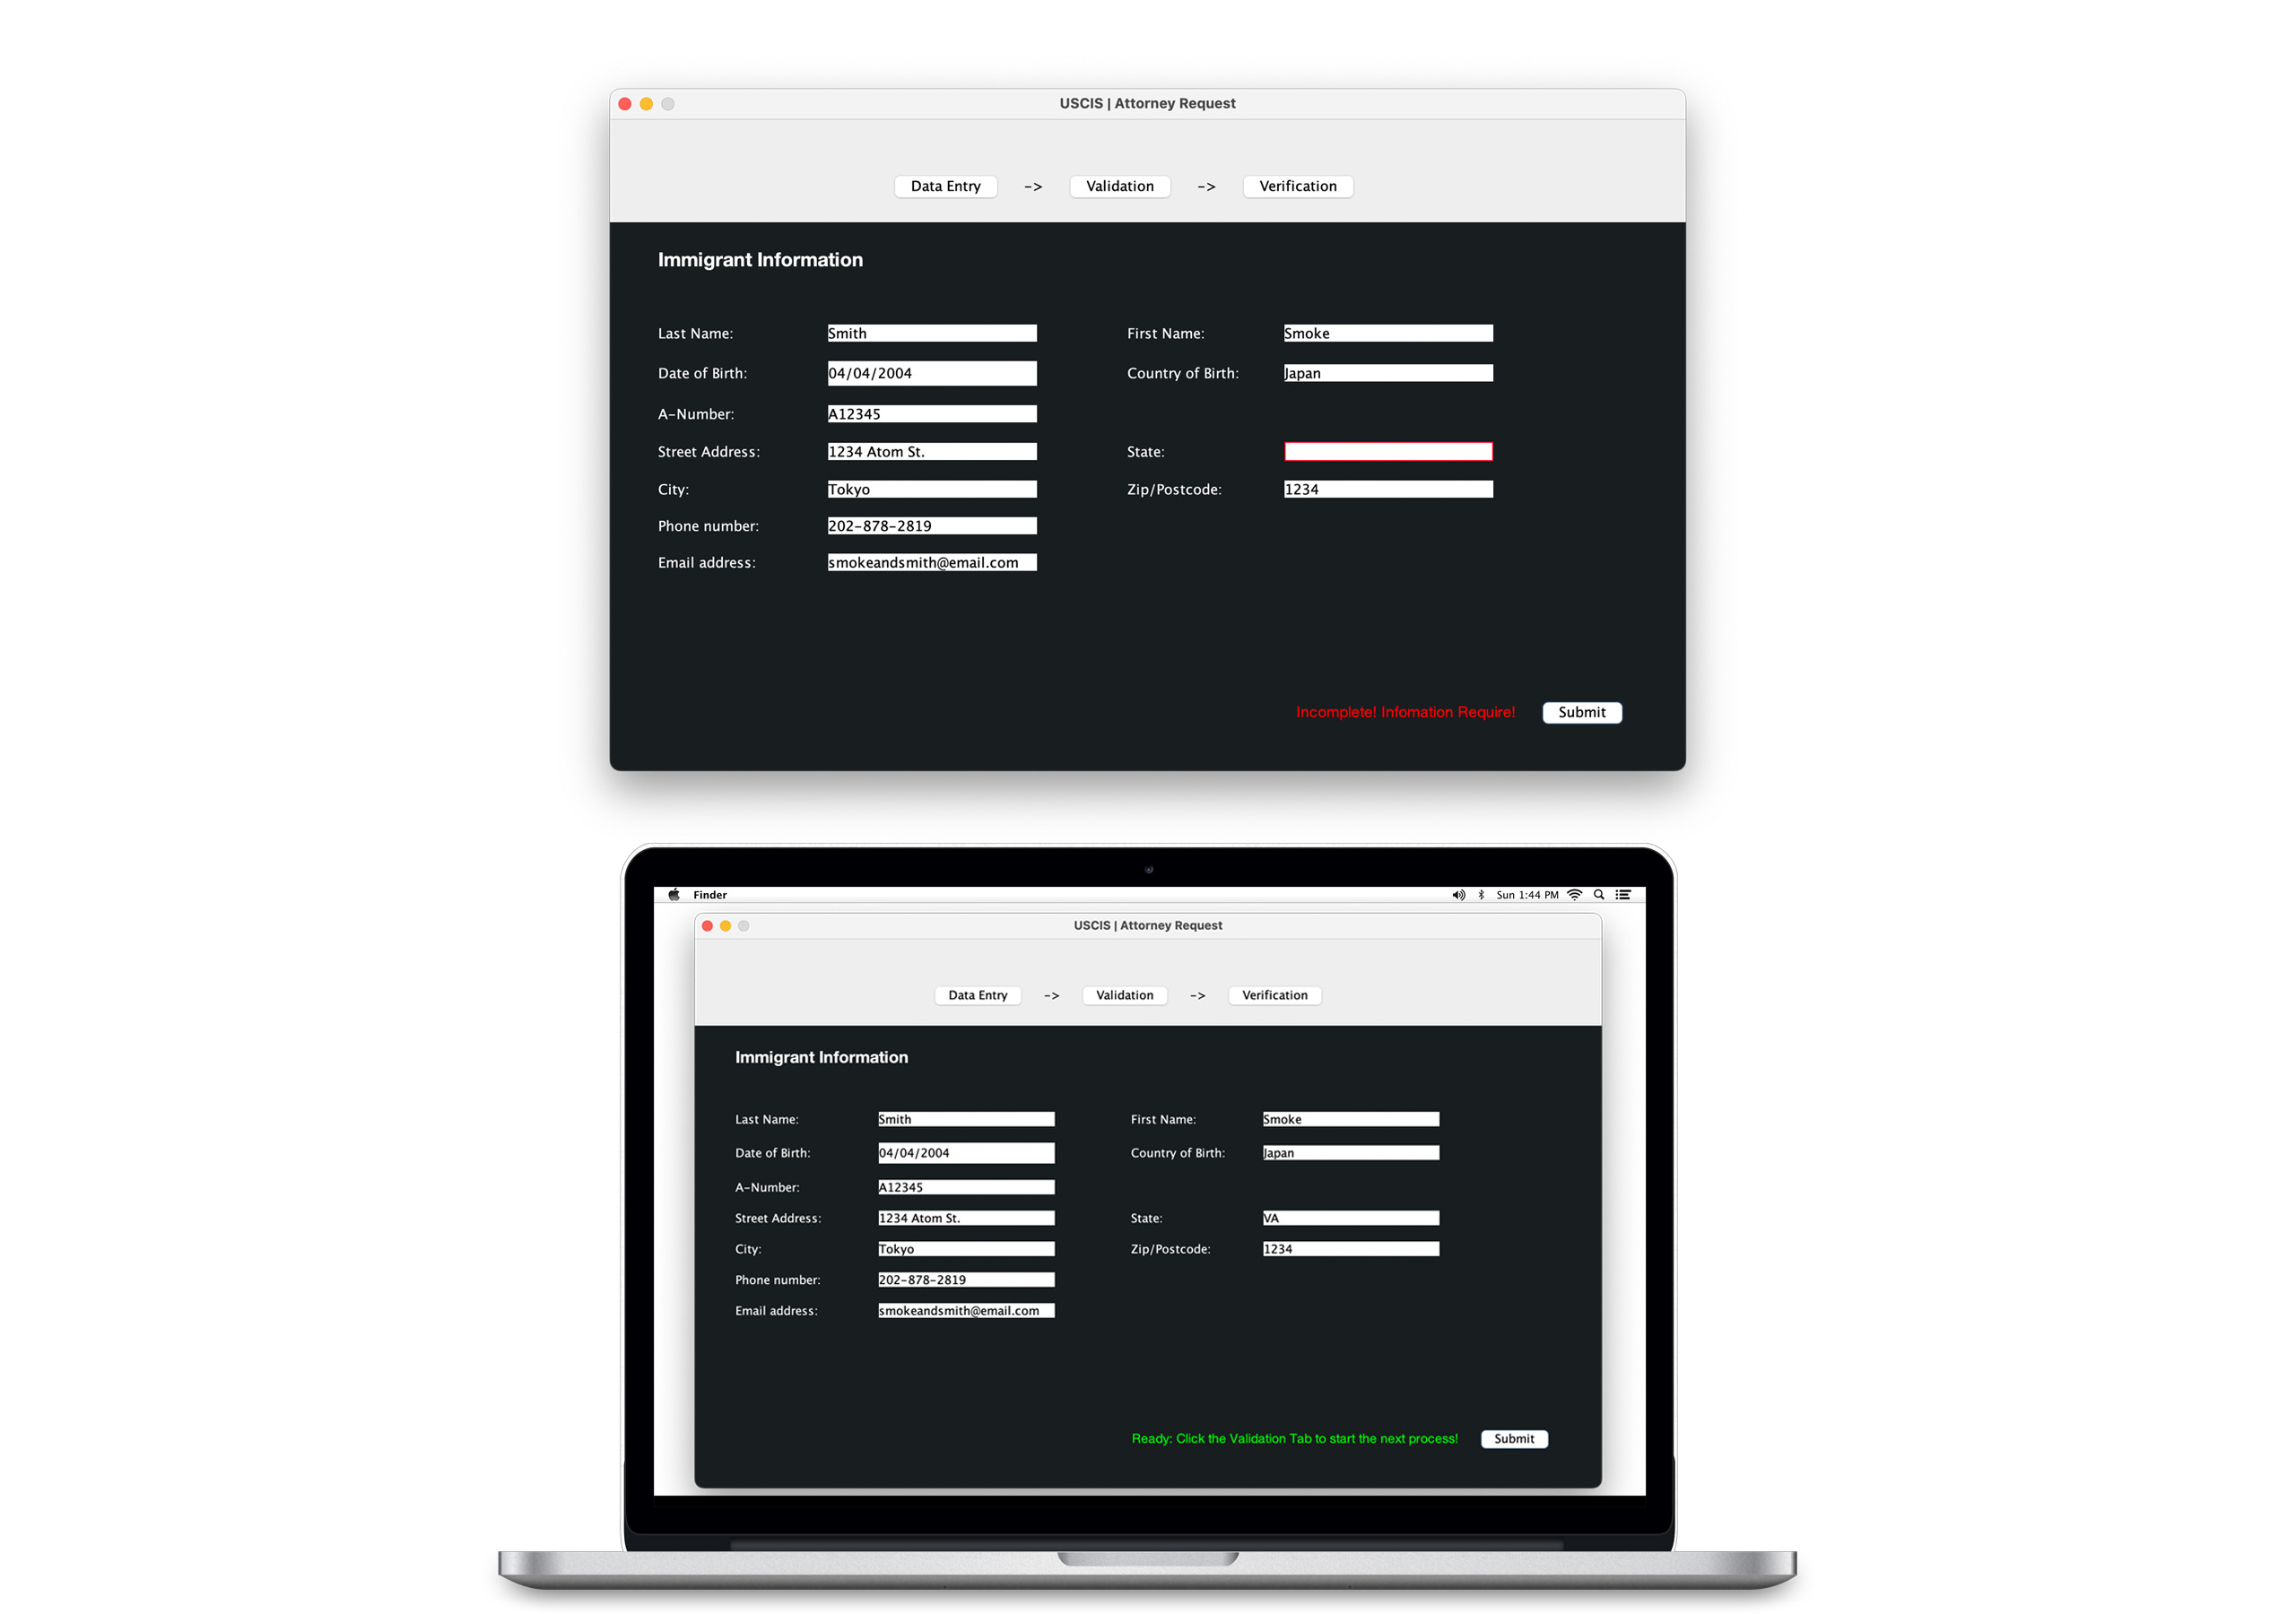 USCIS | Attorney Request
Data Entry -> Validation -> Verification
Immigrant Information
Last Name: Smith First Name: Smoke
Date of Birth: 04/04/2004 Country of Birth: Japan
A-Number: A12345
Street Address: 1234 Atom St. State:
City: Tokyo Zip/Postcode: 1234
Phone number: 202-878-2819
Email address: smokeandsmith@email.com
Incomplete! Infomation Require! Submit
Finder Sun 1:44 PM
USCIS | Attorney Request
Data Entry -> Validation -> Verification
Immigrant Information
Last Name: Smith First Name: Smoke
Date of Birth: 04/04/2004 Country of Birth: Japan
A-Number: A12345
Street Address: 1234 Atom St. State: VA
City: Tokyo Zip/Postcode: 1234
Phone number: 202-878-2819
Email address: smokeandsmith@email.com
Ready: Click the Validation Tab to start the next process! Submit